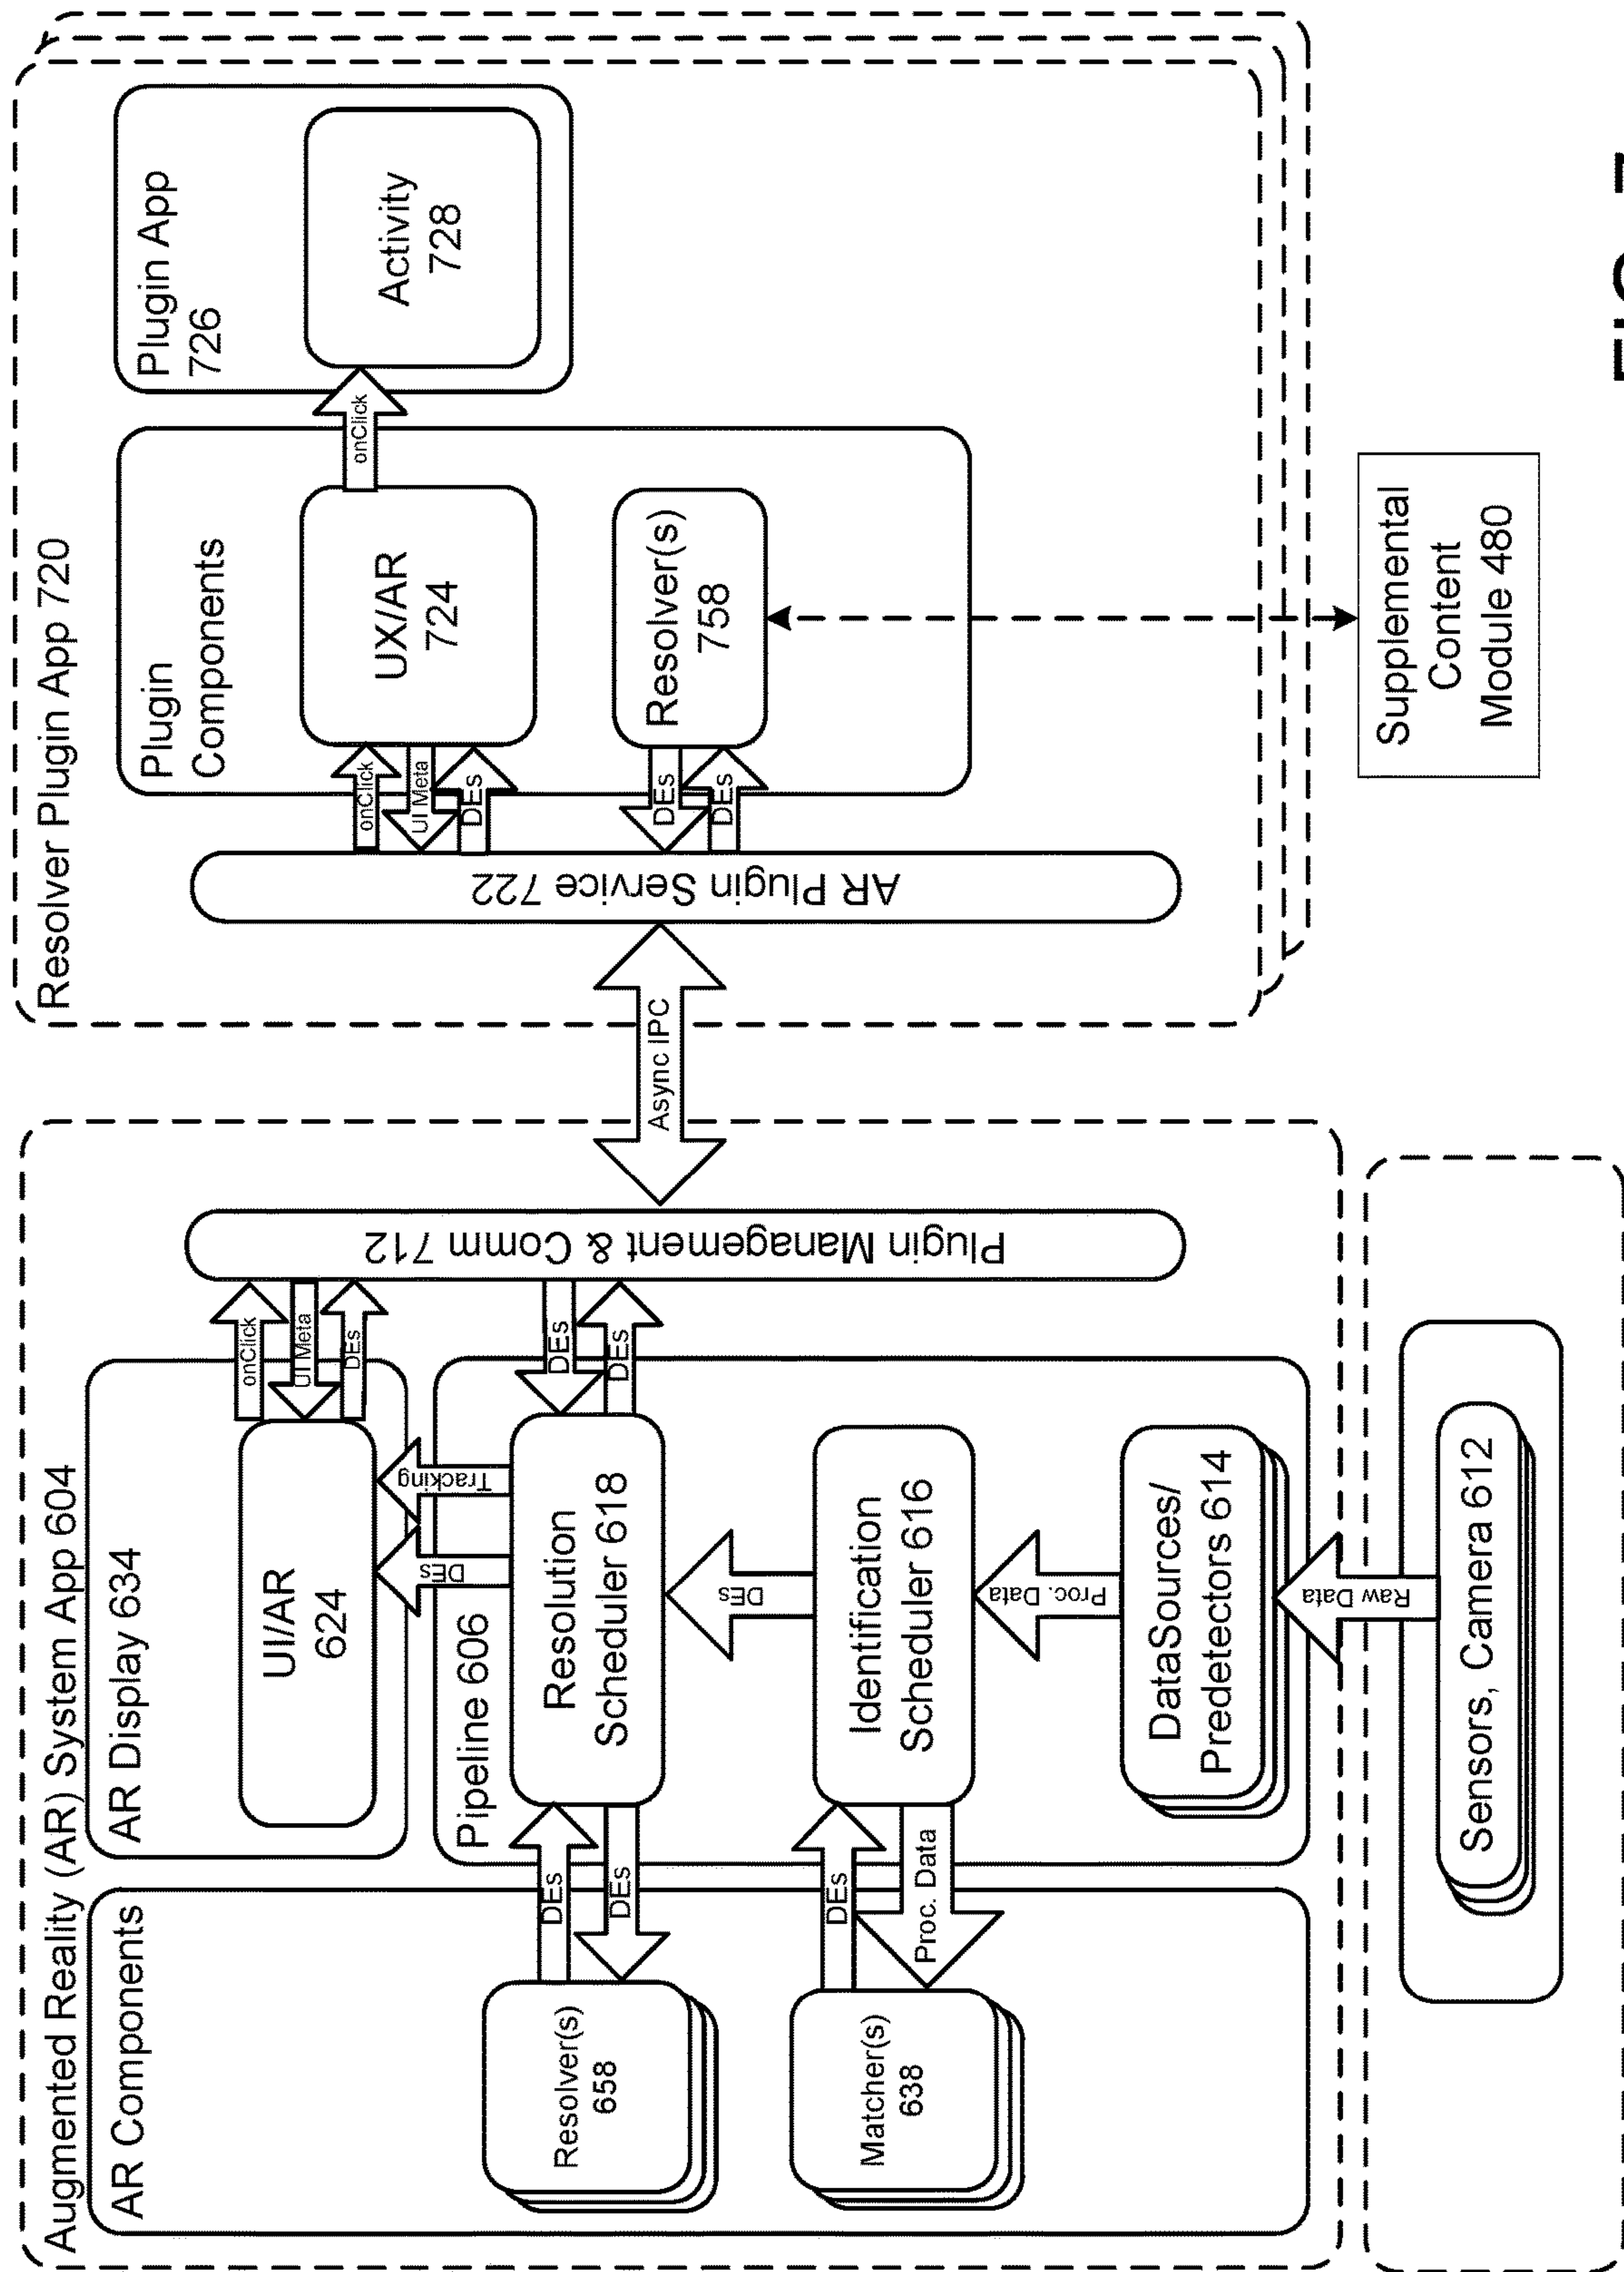 Augmented Reality (AR) System App 604
AR Components
Resolver(s)
658
Matcher(s)
638
DEs
DEs
DEs
Proc. Data
AR Display 634
UI/AR
624
onClick
UI Meta
DEs
DEs
Tracking
Pipeline 606
Resolution
Scheduler 618
DEs
DEs
DEs
Identification
Scheduler 616
Proc. Data
DataSources/
Predetectors 614
Raw Data
Sensors, Camera 612
Plugin Management & Comm 712
Async IPC
Resolver Plugin App 720
AR Plugin Service 722
onClick
UI Meta
DEs
DEs
DEs
Plugin
Components
UX/AR
724
Resolver(s)
758
onClick
Plugin App
726
Activity
728
Supplemental
Content
Module 480